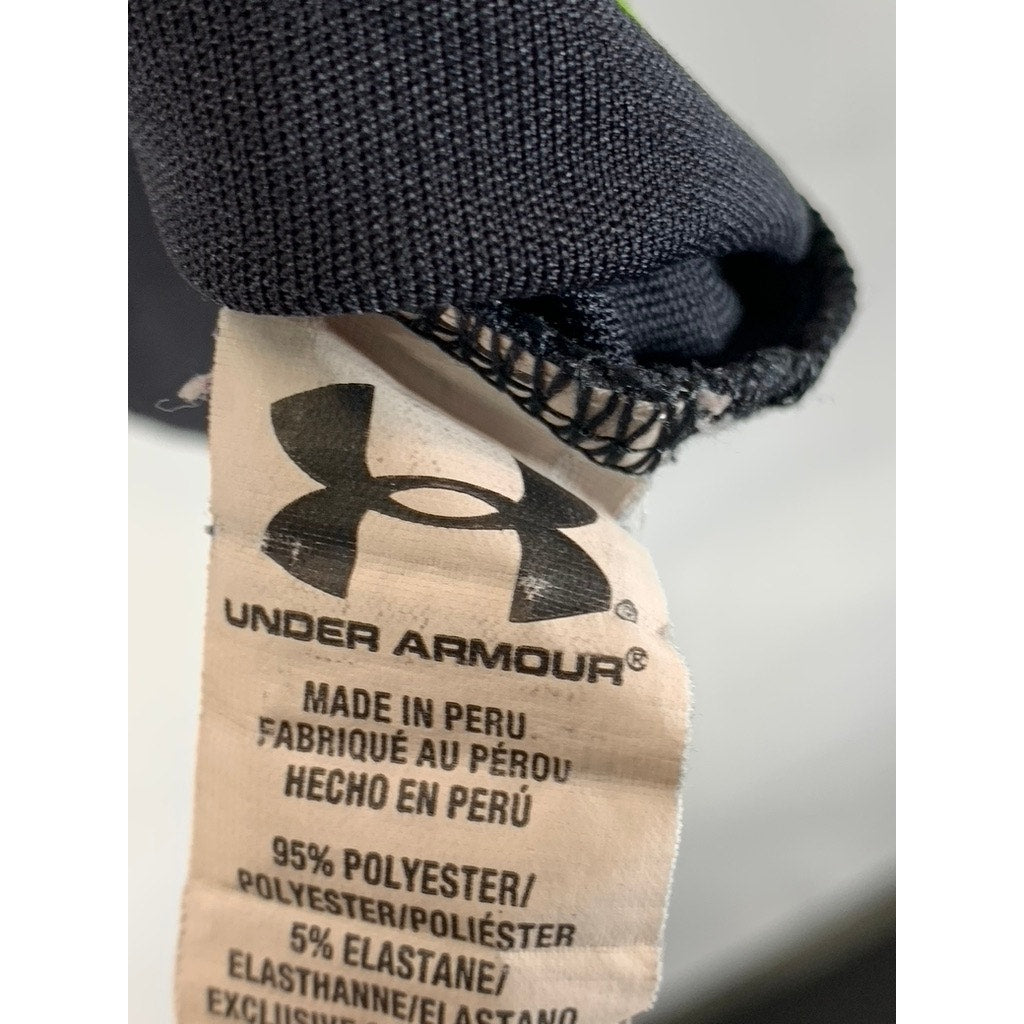 UNDER ARMOUR®
MADE IN PERU
FABRIQUÉ AU PÉROU
HECHO EN PERÚ
95% POLYESTER/
POLYESTER/POLIÉSTER
5% ELASTANE/
ELASTHANNE/ELASTANO
EXCLUSIVE